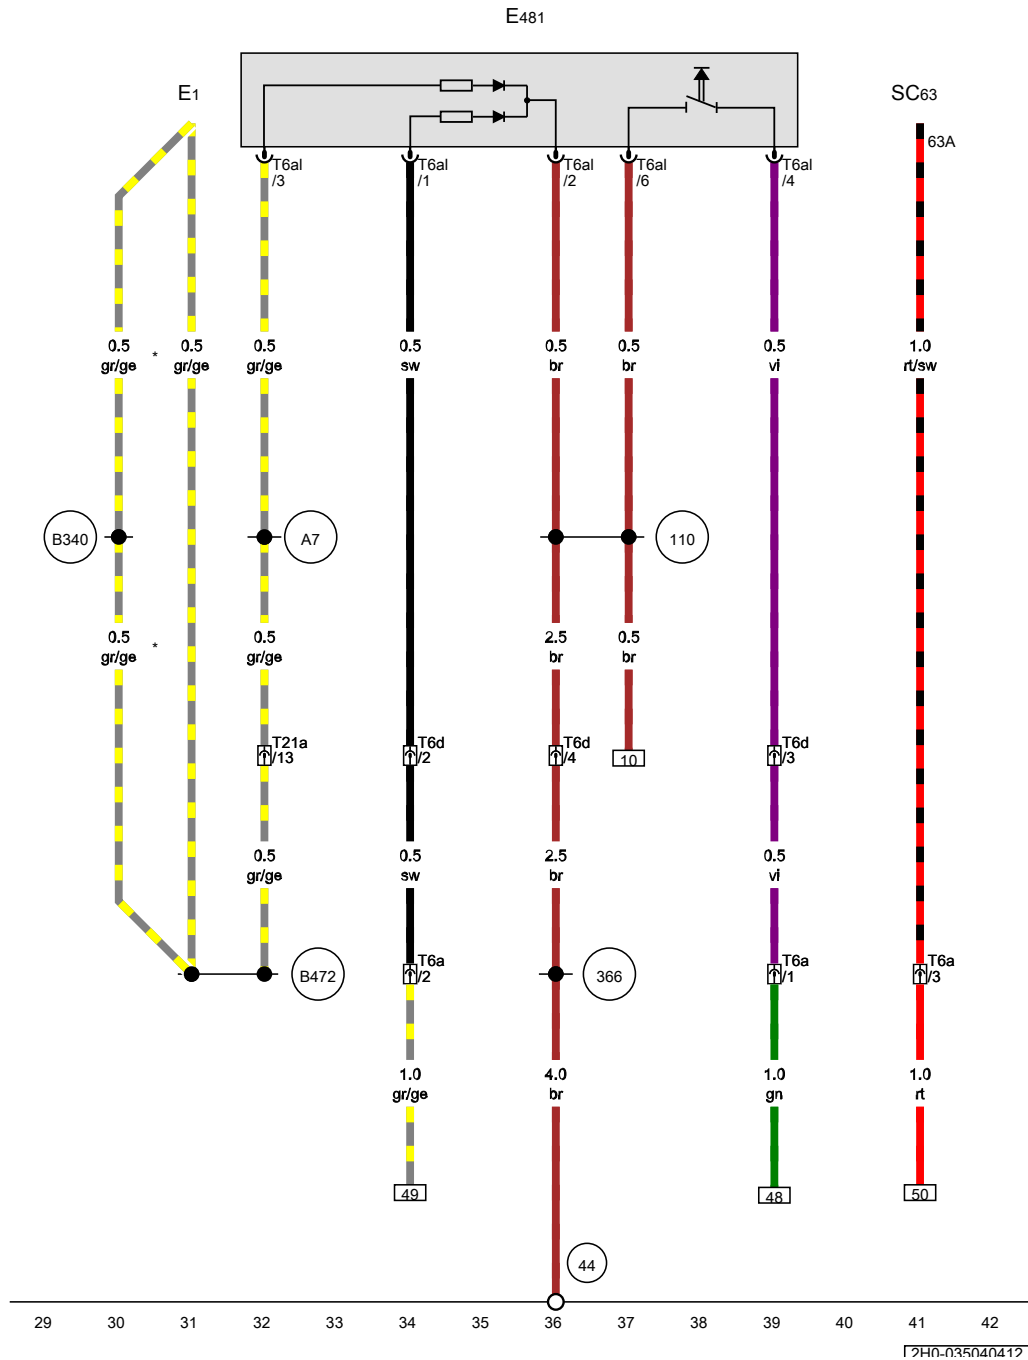 E481
E1
SC63
63A
T6al
/3
T6al
/1
T6al
/2
T6al
/6
T6al
/4
0.5
gr/ge
*
0.5
gr/ge
0.5
gr/ge
0.5
sw
0.5
br
0.5
br
0.5
vi
1.0
rt/sw
B340
A7
110
0.5
gr/ge
*
0.5
gr/ge
2.5
br
0.5
br
T21a
/13
T6d
/2
T6d
/4
10
T6d
/3
0.5
gr/ge
0.5
sw
2.5
br
0.5
vi
B472
T6a
/2
366
T6a
/1
T6a
/3
1.0
gr/ge
4.0
br
1.0
gn
1.0
rt
49
48
50
44
29 30 31 32 33 34 35 36 37 38 39 40 41 42
2H0-035040412